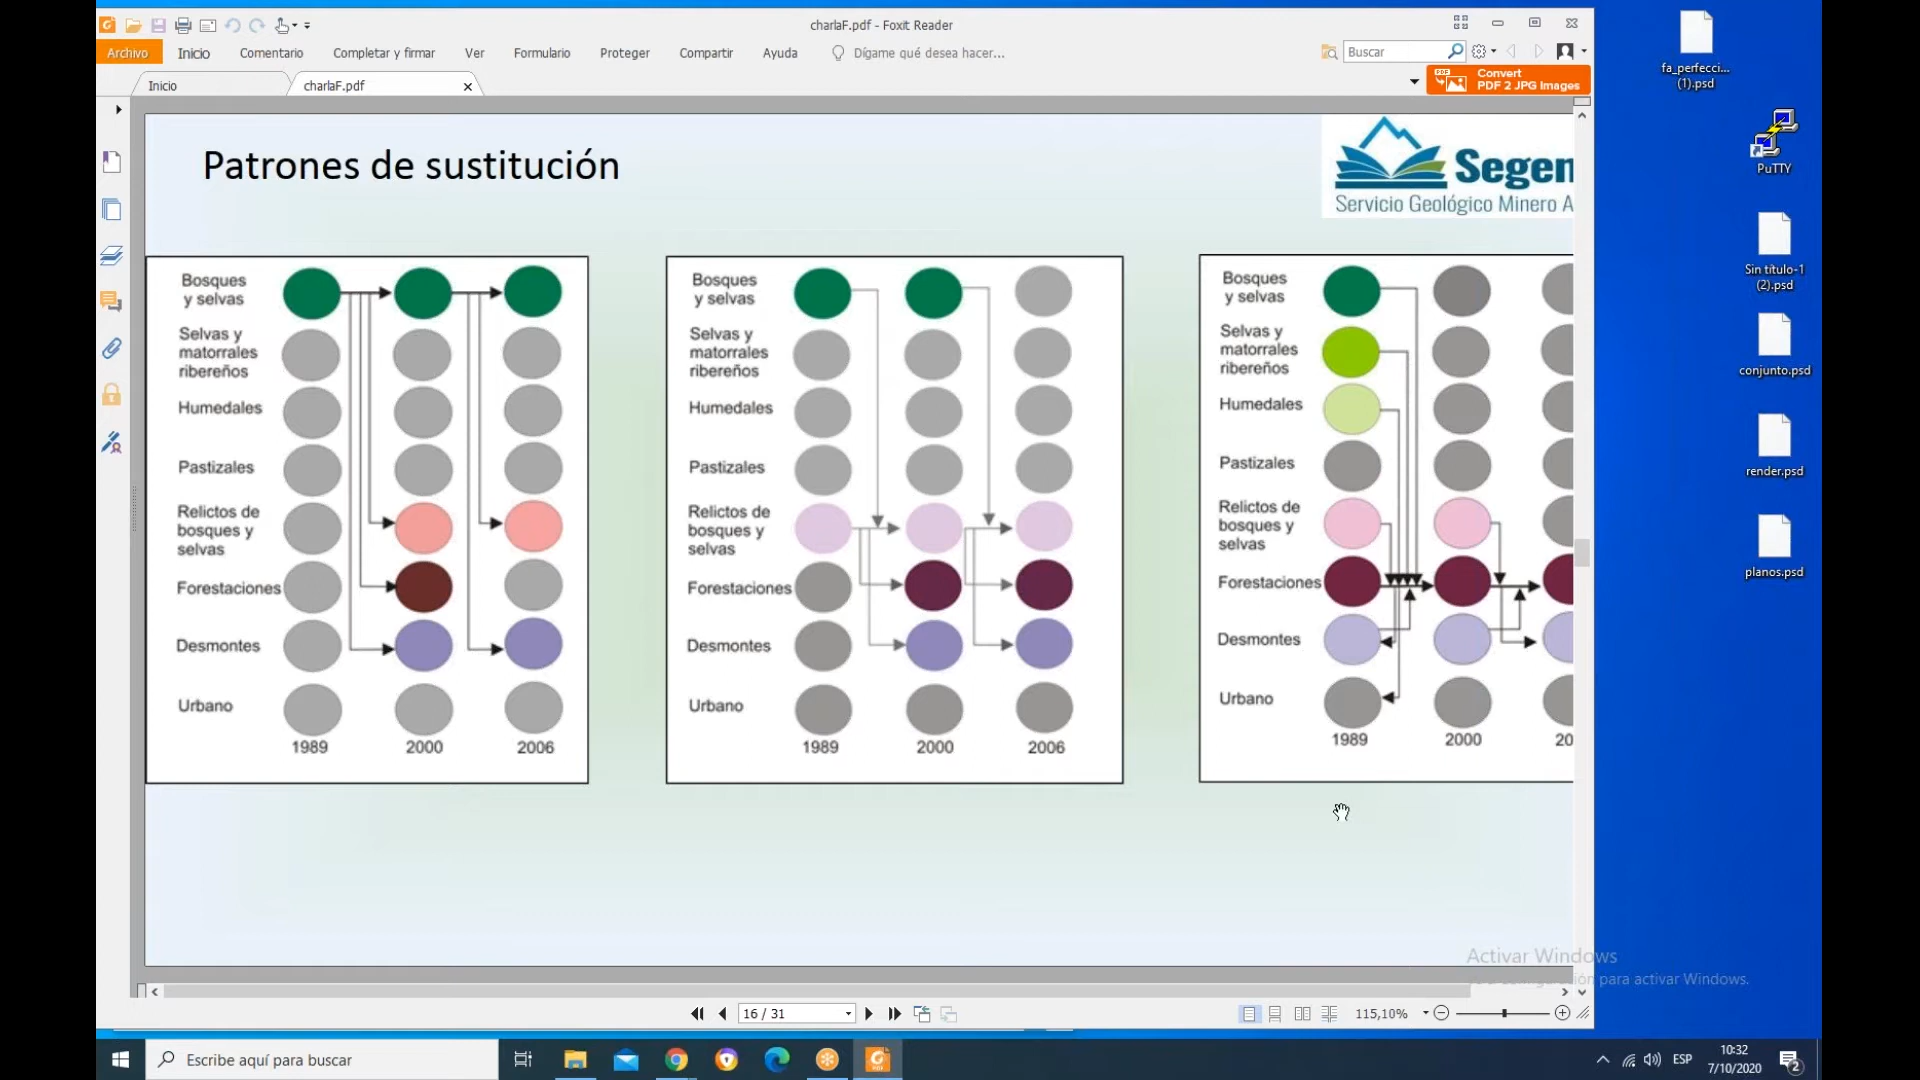 charlaF.pdf - Foxit Reader
Archivo Inicio Comentario Completar y firmar Ver Formulario Proteger Compartir Ayuda Dígame qué desea hacer... Buscar
Inicio charlaF.pdf
Convert
PDF 2 JPG Images
Patrones de sustitución
Segem
Servicio Geológico Minero A
Bosques
y selvas
Selvas y
matorrales
ribereños
Humedales
Pastizales
Relictos de
bosques y
selvas
Forestaciones
Desmontes
Urbano
1989 2000 2006
Bosques
y selvas
Selvas y
matorrales
ribereños
Humedales
Pastizales
Relictos de
bosques y
selvas
Forestaciones
Desmontes
Urbano
1989 2000 2006
Bosques
y selvas
Selvas y
matorrales
ribereños
Humedales
Pastizales
Relictos de
bosques y
selvas
Forestaciones
Desmontes
Urbano
1989 2000 20
16 / 31
115,10%
fa_perfecci...
(1).psd
PuTTY
Sin título-1
(2).psd
conjunto.psd
render.psd
planos.psd
Activar Windows
para activar Windows.
Escribe aquí para buscar
ESP
10:32
7/10/2020
2